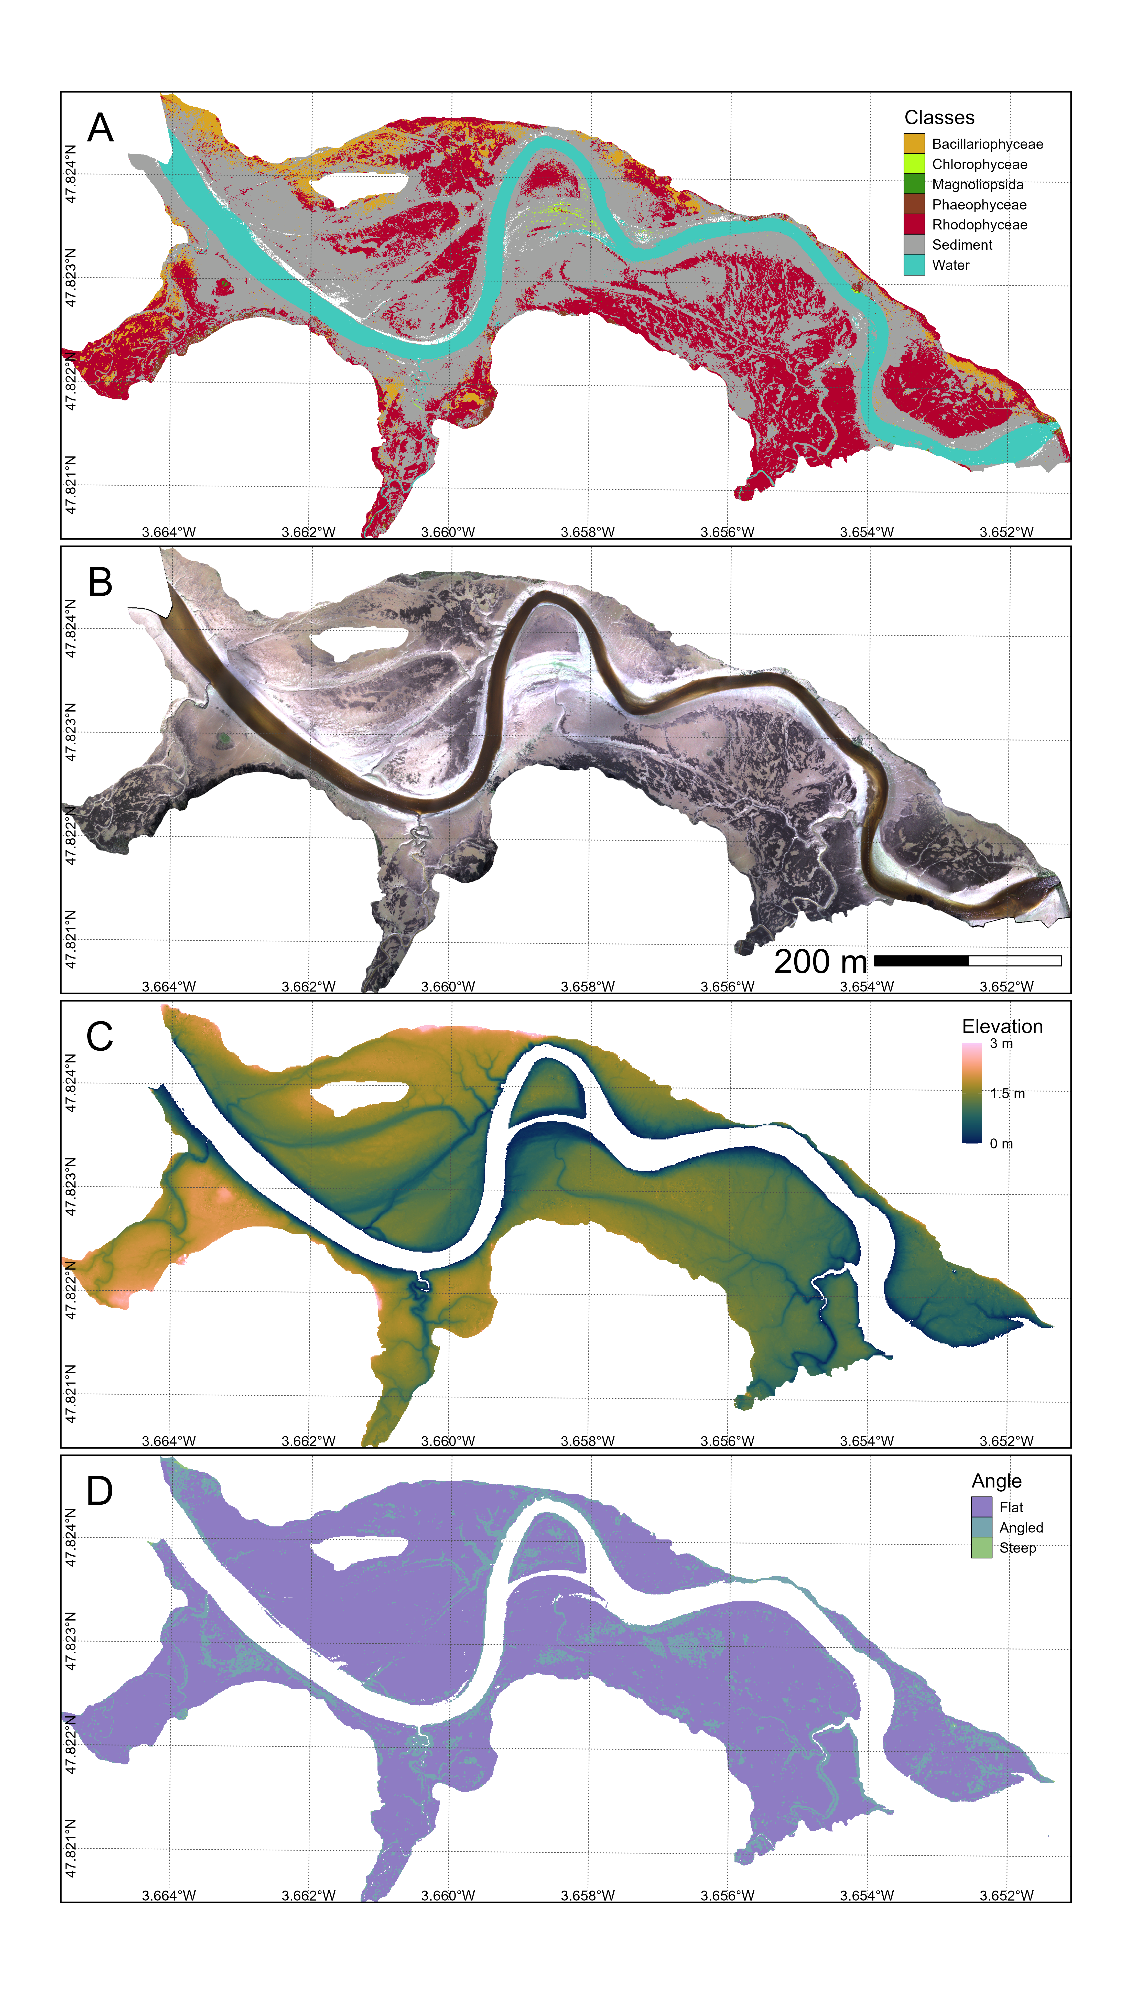 A
Classes
Bacillariophyceae
Chlorophyceae
Magnoliopsida
Phaeophyceae
Rhodophyceae
Sediment
Water
47.824°N
47.823°N
47.822°N
47.821°N
3.664°W 3.662°W 3.660°W 3.658°W 3.656°W 3.654°W 3.652°W
B
47.824°N
47.823°N
47.822°N
47.821°N
200 m
3.664°W 3.662°W 3.660°W 3.658°W 3.656°W 3.654°W 3.652°W
C
Elevation
3 m
1.5 m
0 m
47.824°N
47.823°N
47.822°N
47.821°N
3.664°W 3.662°W 3.660°W 3.658°W 3.656°W 3.654°W 3.652°W
D
Angle
Flat
Angled
Steep
47.824°N
47.823°N
47.822°N
47.821°N
3.664°W 3.662°W 3.660°W 3.658°W 3.656°W 3.654°W 3.652°W